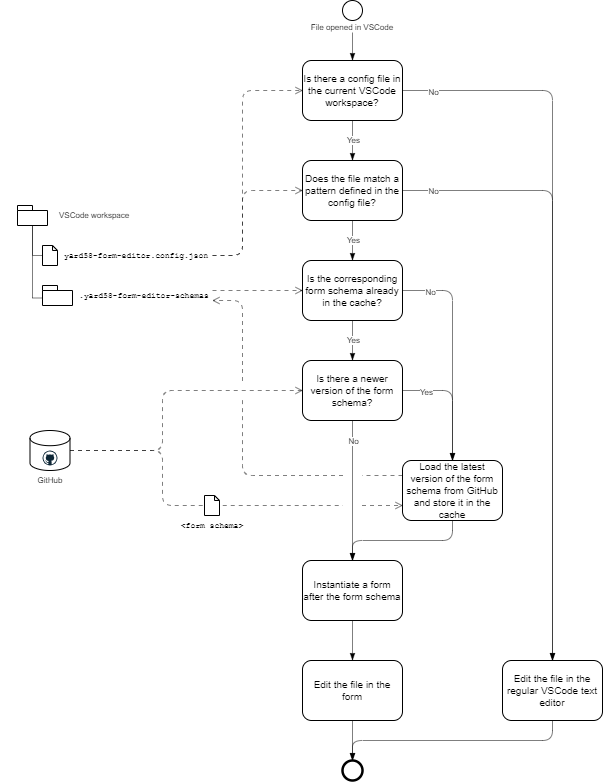 File opened in VSCode
Is there a config file in
the current VSCode
workspace?
No
Yes
Does the file match a
pattern defined in the
config file?
No
Yes
VSCode workspace
yard58-form-editor.config.json
.yard58-form-editor-schemas
Is the corresponding
form schema already
in the cache?
No
Yes
Is there a newer
version of the form
schema?
Yes
No
GitHub
<form schema>
Load the latest
version of the form
schema from GitHub
and store it in the
cache
Instantiate a form
after the form schema
Edit the file in the
form
Edit the file in the
regular VSCode text
editor